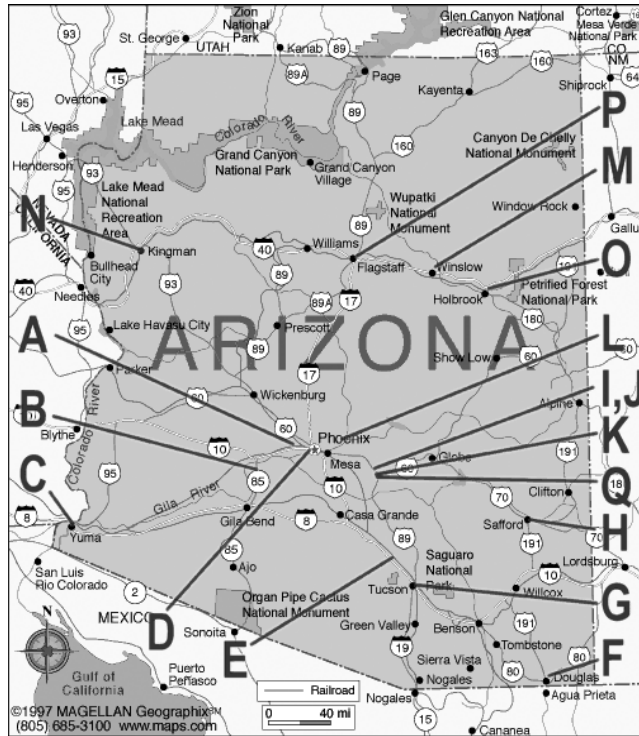 Zion
National
Park
Glen Canyon National
Recreation Area
Cortez
Mesa Verde
National Park
St. George
UTAH
Kanab
CO
NM
93
89
163
160
64
15
89A
Page
Kayenta
Shiprock
95
Overton
Lake Mead
Colorado River
89
160
P
Las Vegas
Henderson
Grand Canyon
National Park
Grand Canyon
Village
Canyon De Chelly
National Monument
93
95
Lake Mead
National
Recreation
Area
Wupatki
National
Monument
M
NEVADA
CALIFORNIA
N
89
Window Rock
Kingman
Williams
40
Flagstaff
Winslow
O
Bullhead
City
Needles
40
93
89
89A
17
Holbrook
Petrified Forest
National Park
180
95
Lake Havasu City
Prescott
ARIZONA
A
L
89
Show Low
60
Parker
17
I,J
B
60
Wickenburg
Alpine
Blythe
Colorado River
60
Phoenix
K
10
Mesa
Globe
191
C
95
85
10
60
Clifton
Q
Gila River
70
8
Gila Bend
8
Casa Grande
Safford
H
Yuma
89
Saguaro
National
Park
191
70
85
Lordsburg
San Luis
Rio Colorado
Ajo
10
2
Organ Pipe Cactus
National Monument
Tucson
Willcox
G
MEXICO
D
Sonoita
E
Green Valley
Benson
191
Tombstone
80
N
19
Sierra Vista
80
F
Gulf of
California
Puerto
Peñasco
Railroad
Nogales
Douglas
Nogales
Agua Prieta
©1997 MAGELLAN Geographix℠
(805) 685-3100 www.maps.com
0 40 mi
15
Cananea